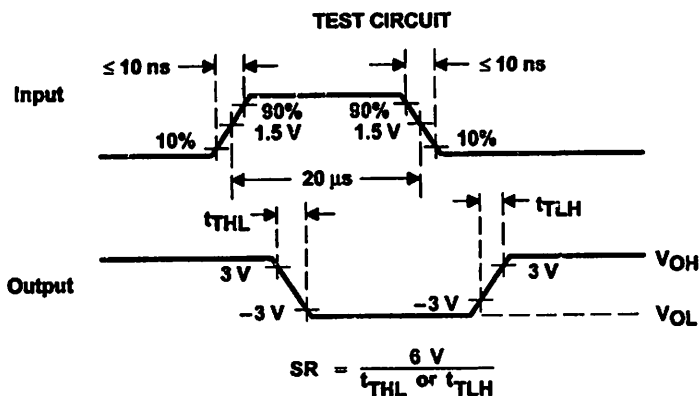 TEST CIRCUIT
≤ 10 ns
≤ 10 ns
Input
90%
90%
1.5 V
1.5 V
10%
10%
20 µs
tTHL
tTLH
3 V
3 V
VOH
Output
–3 V
–3 V
VOL
SR = 6 V / tTHL or tTLH